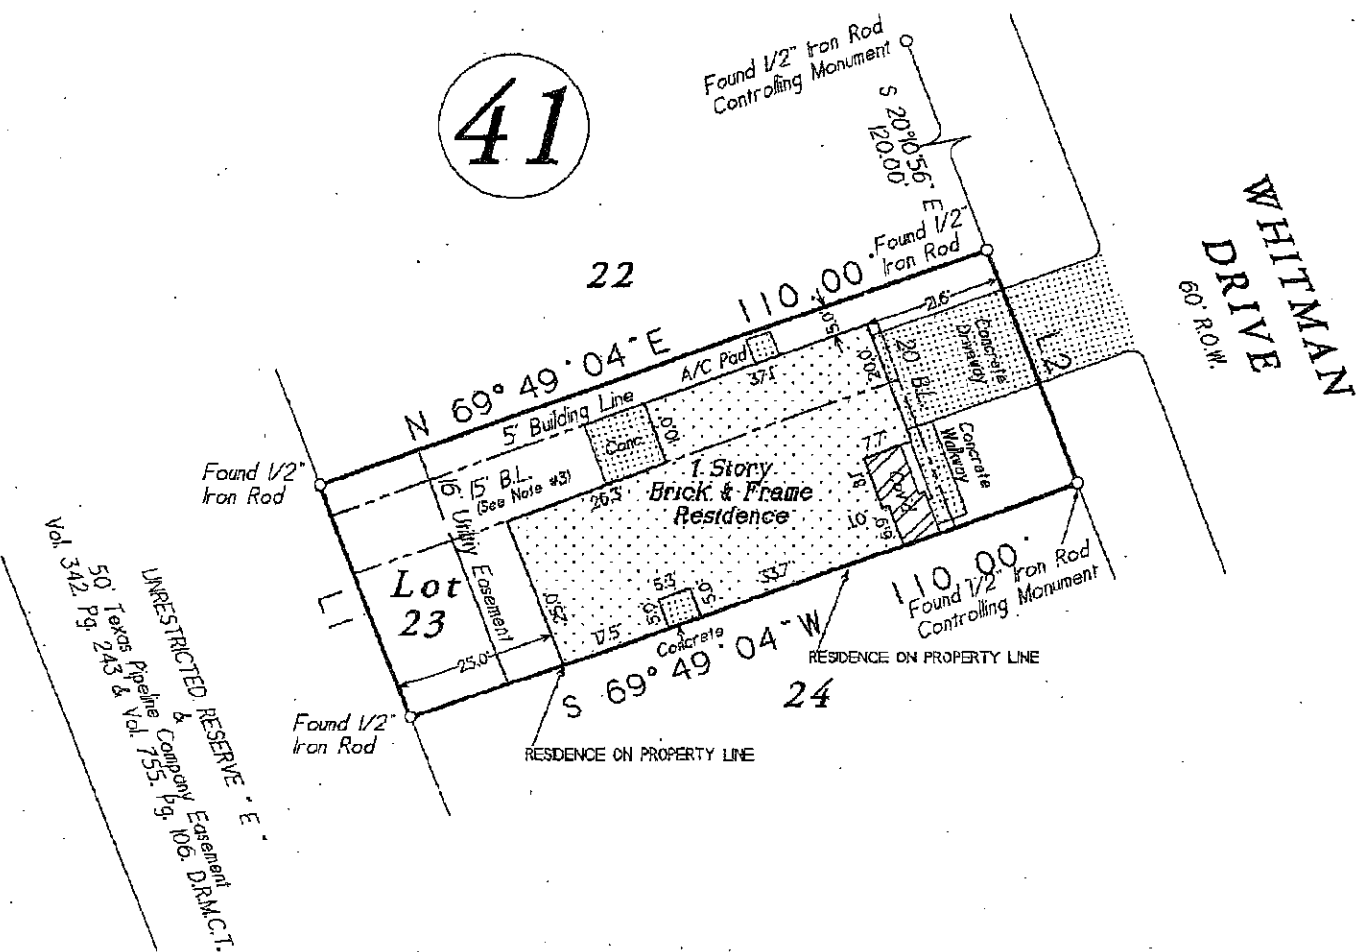 41
Found 1/2" Iron Rod
Controlling Monument
S 20°10'56" E
120.00'
WHITMAN
DRIVE
60' R.O.W.
22
Found 1/2"
Iron Rod
N 69° 49' 04" E 110.00'
5.0'
21.6'
Concrete
Driveway
L2
20' B.L.
20.0'
A/C Pad
37.1'
5' Building Line
Conc.
10.0'
Found 1/2"
Iron Rod
15' B.L.
(See Note #3)
16' Utility Easement
26.3'
1 Story
Brick & Frame
Residence
7.7'
8.1'
Concrete
Walkway
6.9'
L1
Lot
23
25.0'
25.0'
17.5'
5.0'
5.3'
5.0'
33.7'
Concrete
S 69° 49' 04" W 110.00'
Found 1/2" Iron Rod
Controlling Monument
RESIDENCE ON PROPERTY LINE
24
Found 1/2"
Iron Rod
RESIDENCE ON PROPERTY LINE
UNRESTRICTED RESERVE "E"
&
50' Texas Pipeline Company Easement
Vol. 342, Pg. 243 & Vol. 755, Pg. 106, D.R.M.C.T.